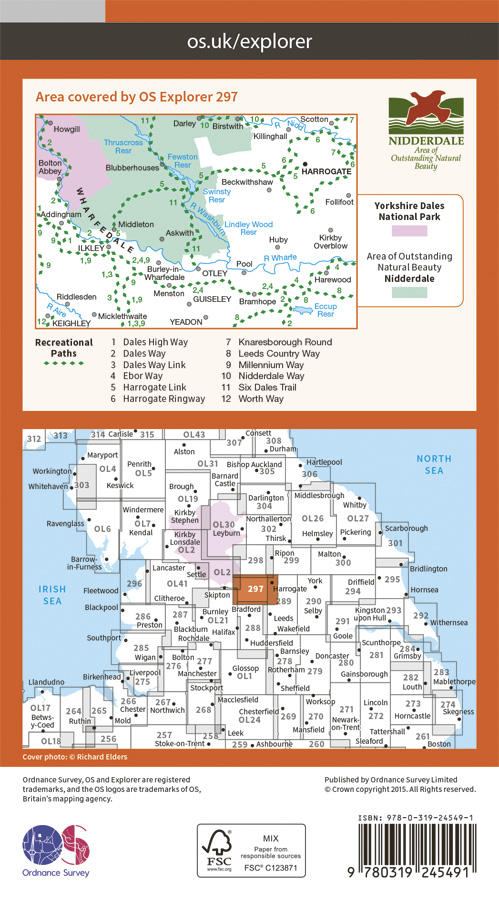 os.uk/explorer
Area covered by OS Explorer 297
Howgill
Bolton
Abbey
WHARFEDALE
Addingham
ILKLEY
Thruscross
Resr
Blubberhouses
Fewston
Resr
Swinsty
Resr
R Washburn
Lindley Wood
Resr
Middleton
Askwith
Darley
Birstwith
R Nidd
Killinghall
Scotton
HARROGATE
Beckwithshaw
Follifoot
Huby
Kirkby
Overblow
Pool
R Wharfe
Burley-in-
Wharfedale
OTLEY
Harewood
Menston
GUISELEY
Bramhope
Eccup
Resr
YEADON
Riddlesden
R Aire
KEIGHLEY
Micklethwaite
NIDDERDALE
Area of
Outstanding Natural
Beauty
Yorkshire Dales
National Park
Area of Outstanding
Natural Beauty
Nidderdale
Recreational
Paths
1 Dales High Way
2 Dales Way
3 Dales Way Link
4 Ebor Way
5 Harrogate Link
6 Harrogate Ringway
7 Knaresborough Round
8 Leeds Country Way
9 Millennium Way
10 Nidderdale Way
11 Six Dales Trail
12 Worth Way
312 313 314 Carlisle 315 OL43 307 Consett
308
Durham
Maryport
OL4
Penrith
OL5
Alston
OL31
Bishop Auckland
305
Hartlepool
306
NORTH
SEA
Workington
Whitehaven 303
Keswick
Brough
OL19
Barnard
Castle
Darlington
304
Middlesbrough
Whitby
Ravenglass
OL6
Windermere
OL7
Kendal
Kirkby
Stephen
OL30
Leyburn
Northallerton
302
Thirsk
OL26
Helmsley
OL27
Pickering
Scarborough
301
Kirkby
Lonsdale
OL2
Barrow-
in-Furness
Lancaster
OL41
Settle
OL2
298
Ripon
299
Malton
300
Bridlington
IRISH
SEA
296
Fleetwood
Clitheroe
Skipton
297
Harrogate
289
York
290
Selby
Driffield
294
295
Hornsea
Blackpool
286
Preston
287
Blackburn
Rochdale
Burnley
OL21
Halifax
Bradford
288
Leeds
Wakefield
291
Goole
Kingston
upon Hull
293
292
Withernsea
Southport
285
Wigan
Bolton
276
277
Manchester
Huddersfield
Glossop
OL1
Barnsley
278
Rotherham
Doncaster
279
280
Scunthorpe
281
284
Grimsby
Birkenhead
Liverpool
275
Stockport
Sheffield
Gainsborough
282
Louth
283
Mablethorpe
Llandudno
OL17
Betws-
y-Coed
OL18
264
Ruthin
256
265
Mold
266
Chester
267
Northwich
257
Stoke-on-Trent
268
258
Macclesfield
Chesterfield
OL24
Leek
259
Ashbourne
269
260
Worksop
270
Mansfield
271
Newark-
on-Trent
Lincoln
272
Sleaford
273
Horncastle
Tattershall
261
Boston
274
Skegness
Cover photo: © Richard Elders
Ordnance Survey, OS and Explorer are registered
trademarks, and the OS logos are trademarks of OS,
Britain's mapping agency.
Published by Ordnance Survey Limited
© Crown copyright 2015. All rights reserved.
OS
Ordnance Survey
FSC
www.fsc.org
MIX
Paper from
responsible sources
FSC® C123871
ISBN: 978-0-319-24549-1
9 780319 245491